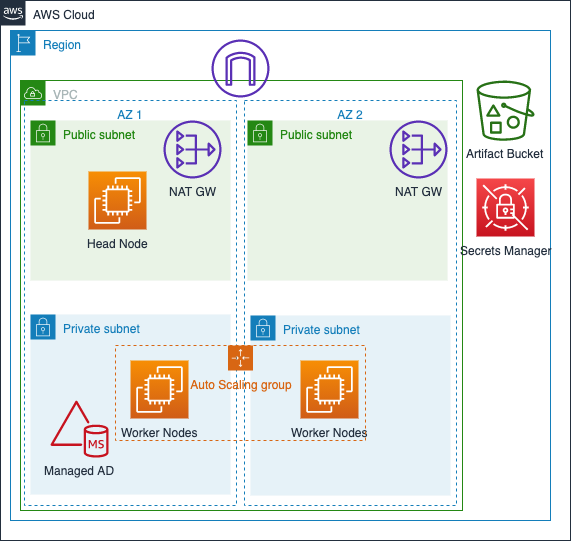 aws
AWS Cloud
Region
VPC
AZ 1
AZ 2
Public subnet
Public subnet
NAT GW
NAT GW
Head Node
Artifact Bucket
Secrets Manager
Private subnet
Private subnet
Auto Scaling group
Worker Nodes
Worker Nodes
MS
Managed AD